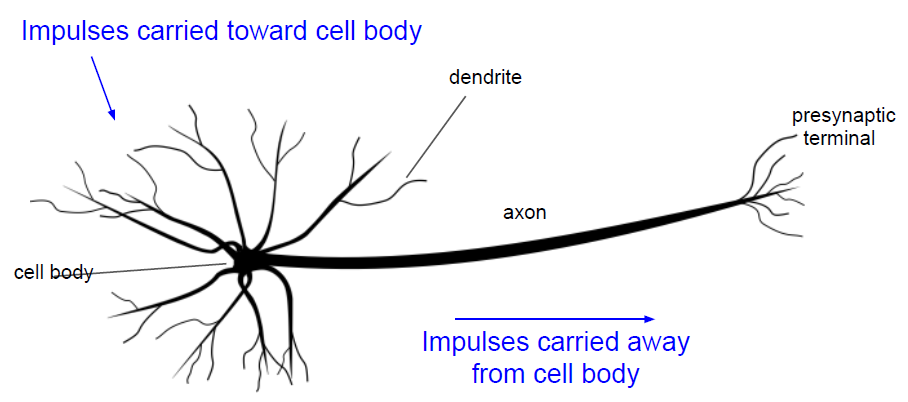 Impulses carried toward cell body
dendrite
presynaptic
terminal
axon
cell body
Impulses carried away
from cell body